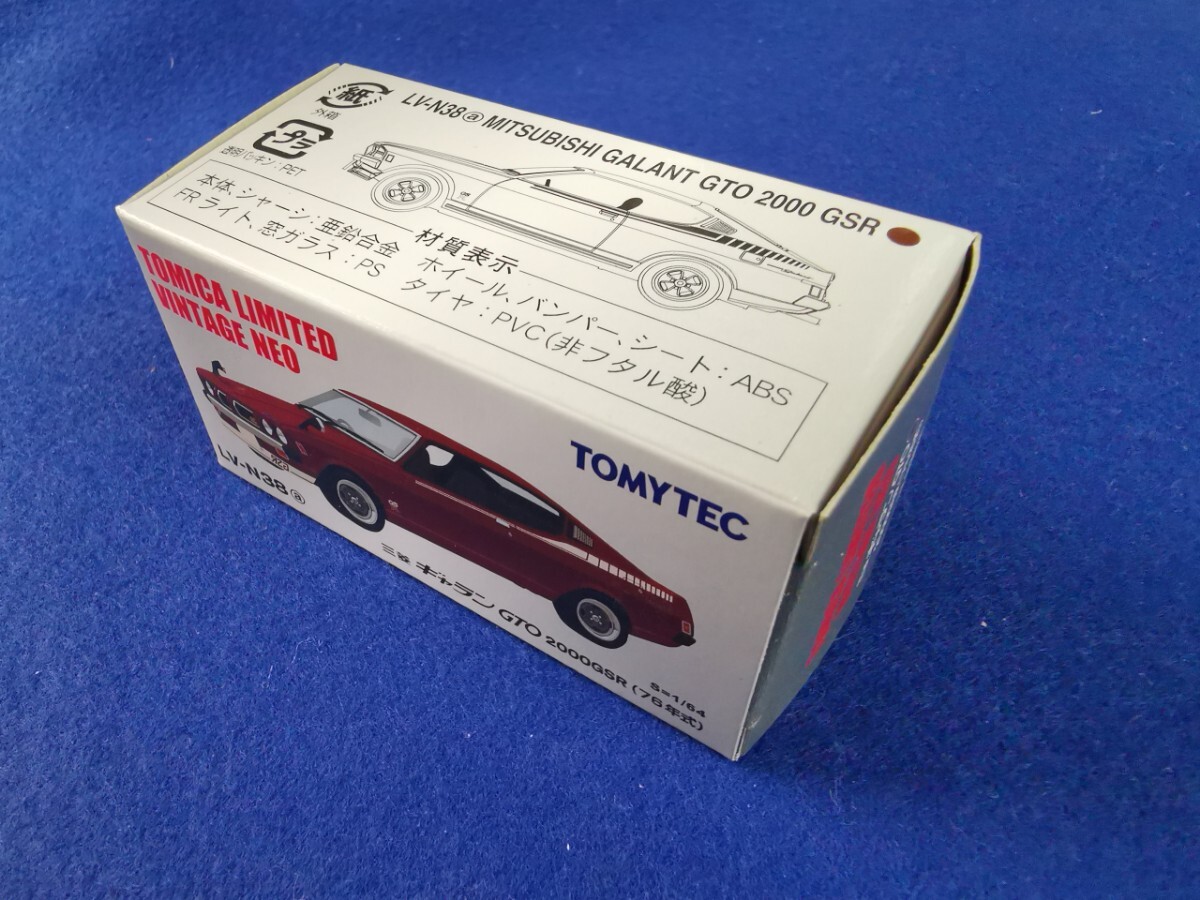 LV-N38ⓐ MITSUBISHI GALANT GTO 2000 GSR
紙
外箱
プラ
透明パッキン：PET
材質表示
本体、シャーシ：亜鉛合金 ホイール、バンパー、シート：ABS
FRライト、窓ガラス：PS タイヤ：PVC（非フタル酸）
TOMICA LIMITED
VINTAGE NEO
TOMYTEC
LV-N38ⓐ
三菱 ギャラン GTO 2000GSR（76年式）
S=1/64